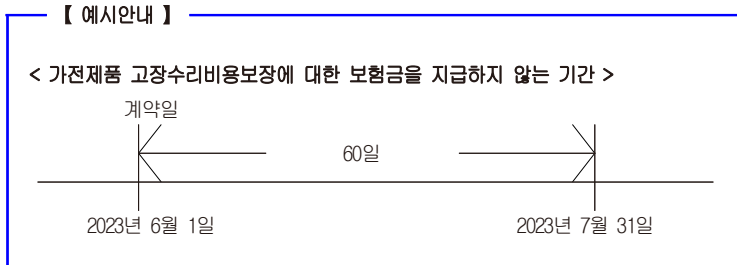 【 예시안내 】
< 가전제품 고장수리비용보장에 대한 보험금을 지급하지 않는 기간 >
계약일
60일
2023년 6월 1일 2023년 7월 31일